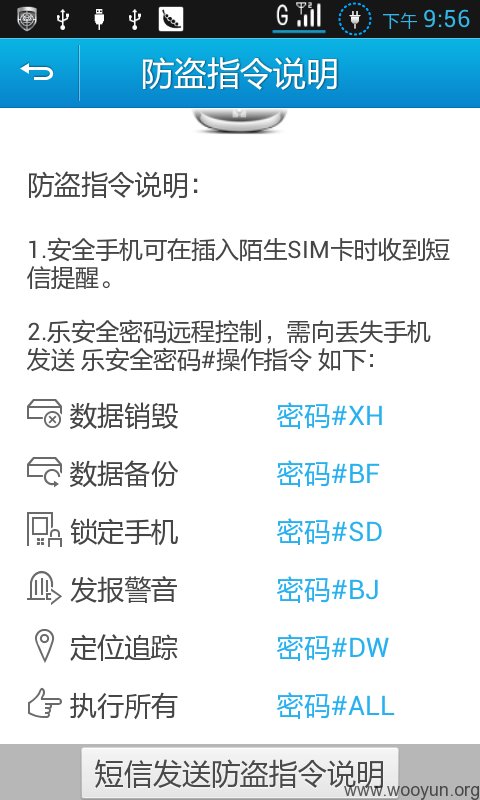 G 下午 9:56
防盗指令说明
防盗指令说明：
1.安全手机可在插入陌生SIM卡时收到短
信提醒。
2.乐安全密码远程控制，需向丢失手机
发送 乐安全密码#操作指令 如下：
数据销毁 密码#XH
数据备份 密码#BF
锁定手机 密码#SD
发报警音 密码#BJ
定位追踪 密码#DW
执行所有 密码#ALL
短信发送防盗指令说明
www.wooyun.org